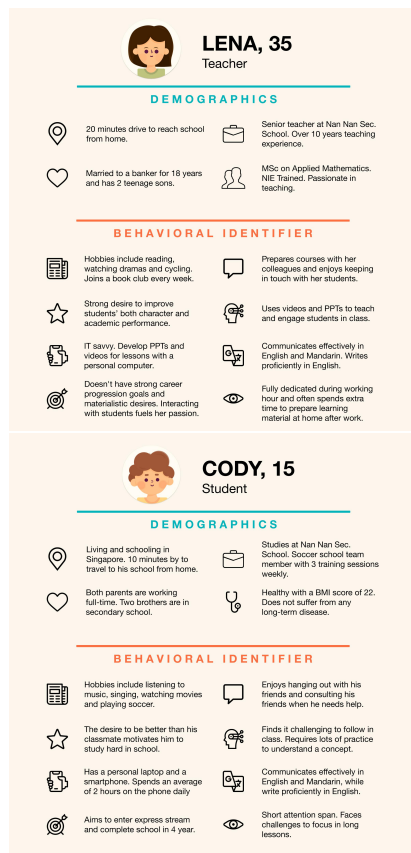 LENA, 35
Teacher
DEMOGRAPHICS
20 minutes drive to reach school
from home.
Senior teacher at Nan Nan Sec.
School. Over 10 years teaching
experience.
Married to a banker for 18 years
and has 2 teenage sons.
MSc on Applied Mathematics.
NIE Trained. Passionate in
teaching.
BEHAVIORAL IDENTIFIER
Hobbies include reading,
watching dramas and cycling.
Joins a book club every week.
Prepares courses with her
colleagues and enjoys keeping
in touch with her students.
Strong desire to improve
students' both character and
academic performance.
Uses videos and PPTs to teach
and engage students in class.
IT savvy. Develop PPTs and
videos for lessons with a
personal computer.
Communicates effectively in
English and Mandarin. Writes
proficiently in English.
Doesn't have strong career
progression goals and
materialistic desires. Interacting
with students fuels her passion.
Fully dedicated during working
hour and often spends extra
time to prepare learning
material at home after work.
CODY, 15
Student
DEMOGRAPHICS
Living and schooling in
Singapore. 10 minutes by to
travel to his school from home.
Studies at Nan Nan Sec.
School. Soccer school team
member with 3 training sessions
weekly.
Both parents are working
full-time. Two brothers are in
secondary school.
Healthy with a BMI score of 22.
Does not suffer from any
long-term disease.
BEHAVIORAL IDENTIFIER
Hobbies include listening to
music, singing, watching movies
and playing soccer.
Enjoys hanging out with his
friends and consulting his
friends when he needs help.
The desire to be better than his
classmate motivates him to
study hard in school.
Finds it challenging to follow in
class. Requires lots of practice
to understand a concept.
Has a personal laptop and a
smartphone. Spends an average
of 2 hours on the phone daily
Communicates effectively in
English and Mandarin, while
write proficiently in English.
Aims to enter express stream
and complete school in 4 year.
Short attention span. Faces
challenges to focus in long
lessons.